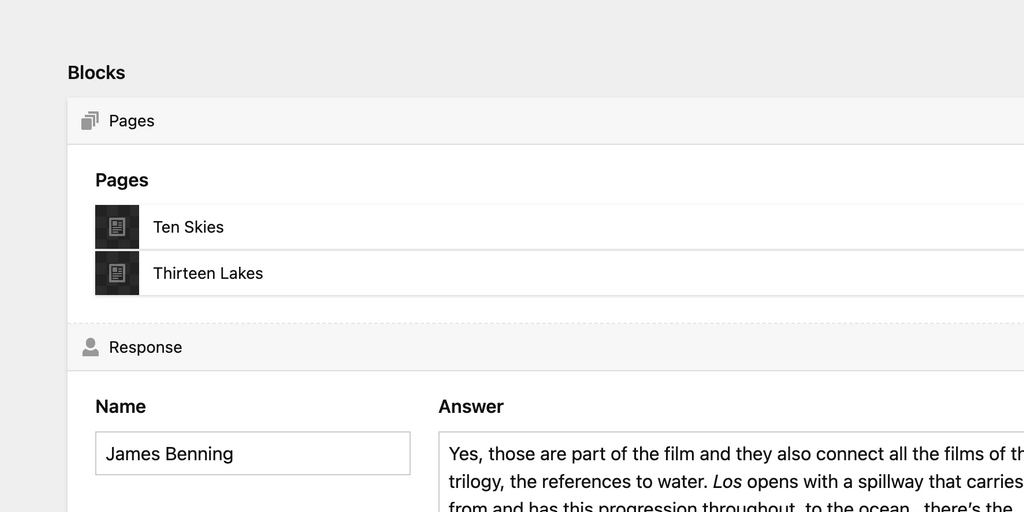 Blocks
Pages
Pages
Ten Skies
Thirteen Lakes
Response
Name
Answer
James Benning
Yes, those are part of the film and they also connect all the films of
trilogy, the references to water. Los opens with a spillway that carries
from and has this progression throughout, to the ocean, there’s the